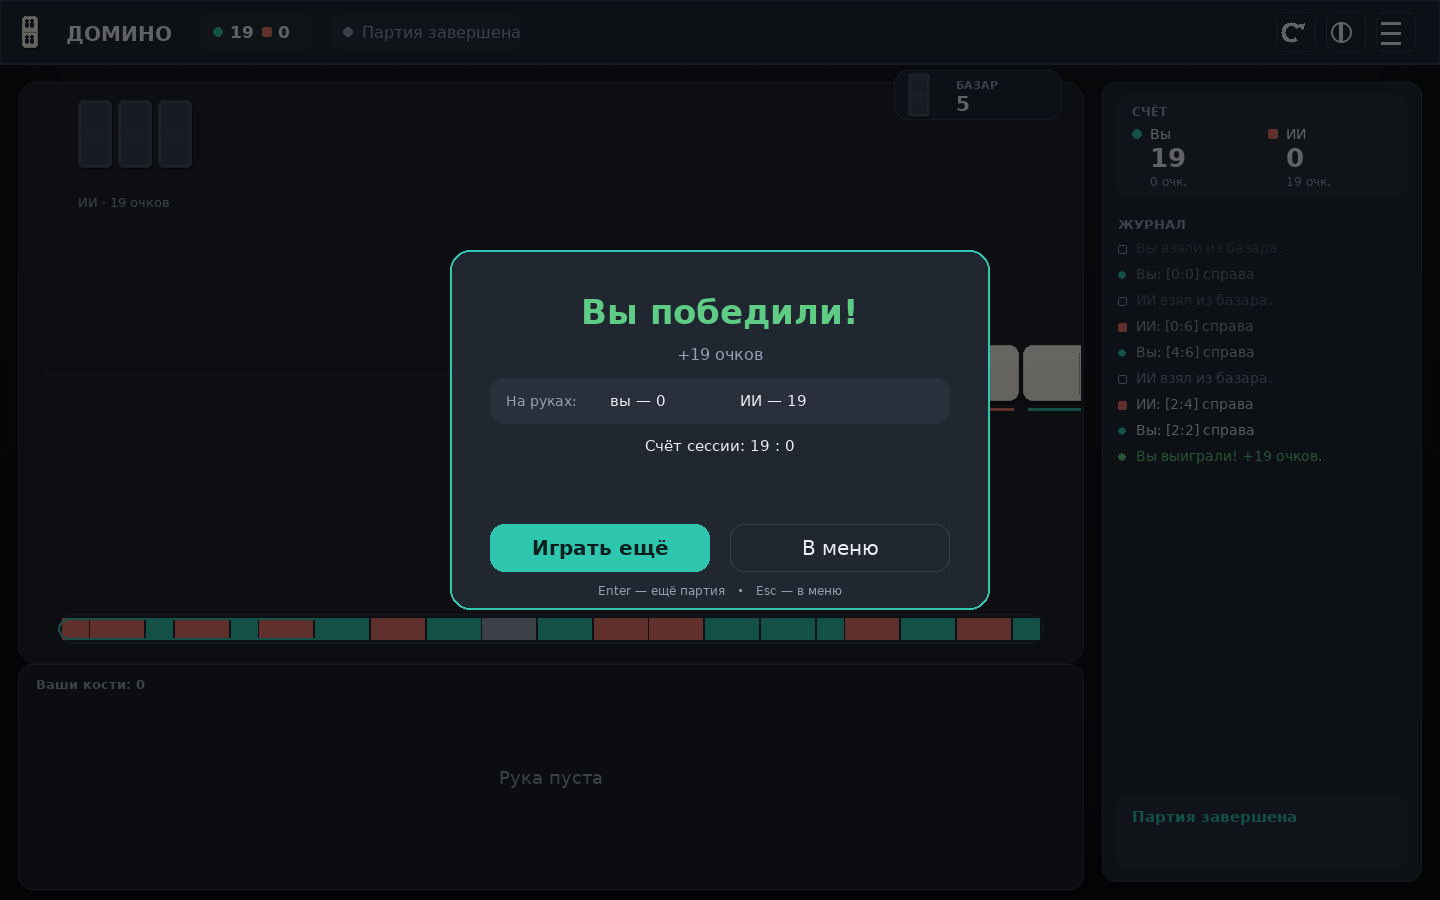 ДОМИНО
19 0
Партия завершена
БАЗАР
5
ИИ · 19 очков
СЧЁТ
Вы ИИ
19 0
0 очк. 19 очк.
ЖУРНАЛ
Вы взяли из базара.
Вы: [0:0] справа
ИИ взял из базара.
ИИ: [0:6] справа
Вы: [4:6] справа
ИИ взял из базара.
ИИ: [2:4] справа
Вы: [2:2] справа
Вы выиграли! +19 очков.
Вы победили!
+19 очков
На руках: вы — 0 ИИ — 19
Счёт сессии: 19 : 0
Играть ещё
В меню
Enter — ещё партия • Esc — в меню
Ваши кости: 0
Рука пуста
Партия завершена